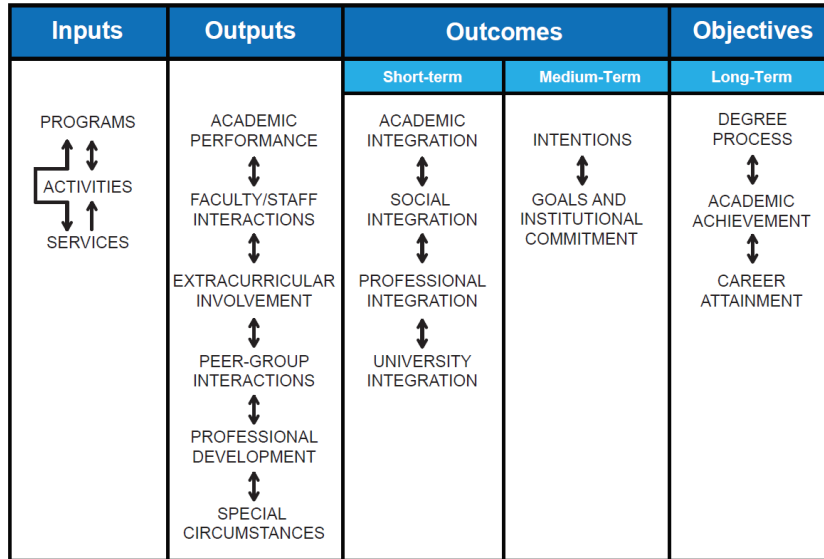 Inputs
Outputs
Outcomes
Objectives
Short-term
Medium-Term
Long-Term
PROGRAMS
ACTIVITIES
SERVICES
ACADEMIC
PERFORMANCE
FACULTY/STAFF
INTERACTIONS
EXTRACURRICULAR
INVOLVEMENT
PEER-GROUP
INTERACTIONS
PROFESSIONAL
DEVELOPMENT
SPECIAL
CIRCUMSTANCES
ACADEMIC
INTEGRATION
SOCIAL
INTEGRATION
PROFESSIONAL
INTEGRATION
UNIVERSITY
INTEGRATION
INTENTIONS
GOALS AND
INSTITUTIONAL
COMMITMENT
DEGREE
PROCESS
ACADEMIC
ACHIEVEMENT
CAREER
ATTAINMENT